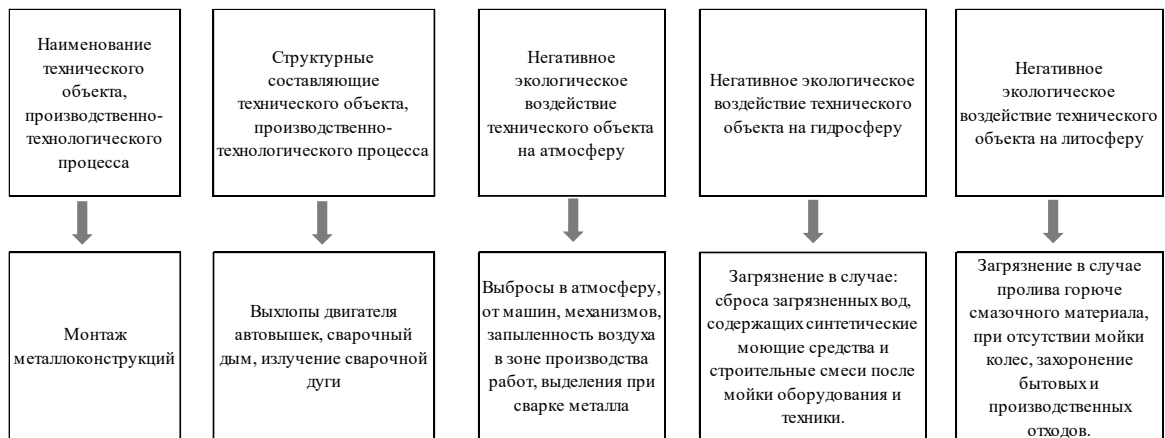 Наименование
технического
объекта,
производственно-
технологического
процесса
Структурные
составляющие
технического объекта,
производственно-
технологического процесса
Негативное
экологическое
воздействие
технического объекта
на атмосферу
Негативное экологическое
воздействие технического
объекта на гидросферу
Негативное
экологическое
воздействие технического
объекта на литосферу
Монтаж
металлоконструкций
Выхлопы двигателя
автовышек, сварочный
дым, излучение сварочной
дуги
Выбросы в атмосферу,
от машин, механизмов,
запыленность воздуха
в зоне производства
работ, выделения при
сварке металла
Загрязнение в случае:
сброса загрязненных вод,
содержащих синтетические
моющие средства и
строительные смеси после
мойки оборудования и
техники.
Загрязнение в случае
пролива горюче
смазочного материала,
при отсутствии мойки
колес, захоронение
бытовых и
производственных
отходов.